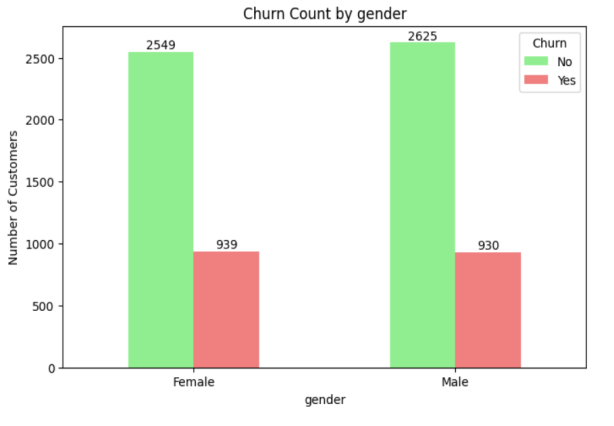 Churn Count by gender
Number of Customers
2500
2000
1500
1000
500
0
2549
939
2625
930
Churn
No
Yes
Female
Male
gender